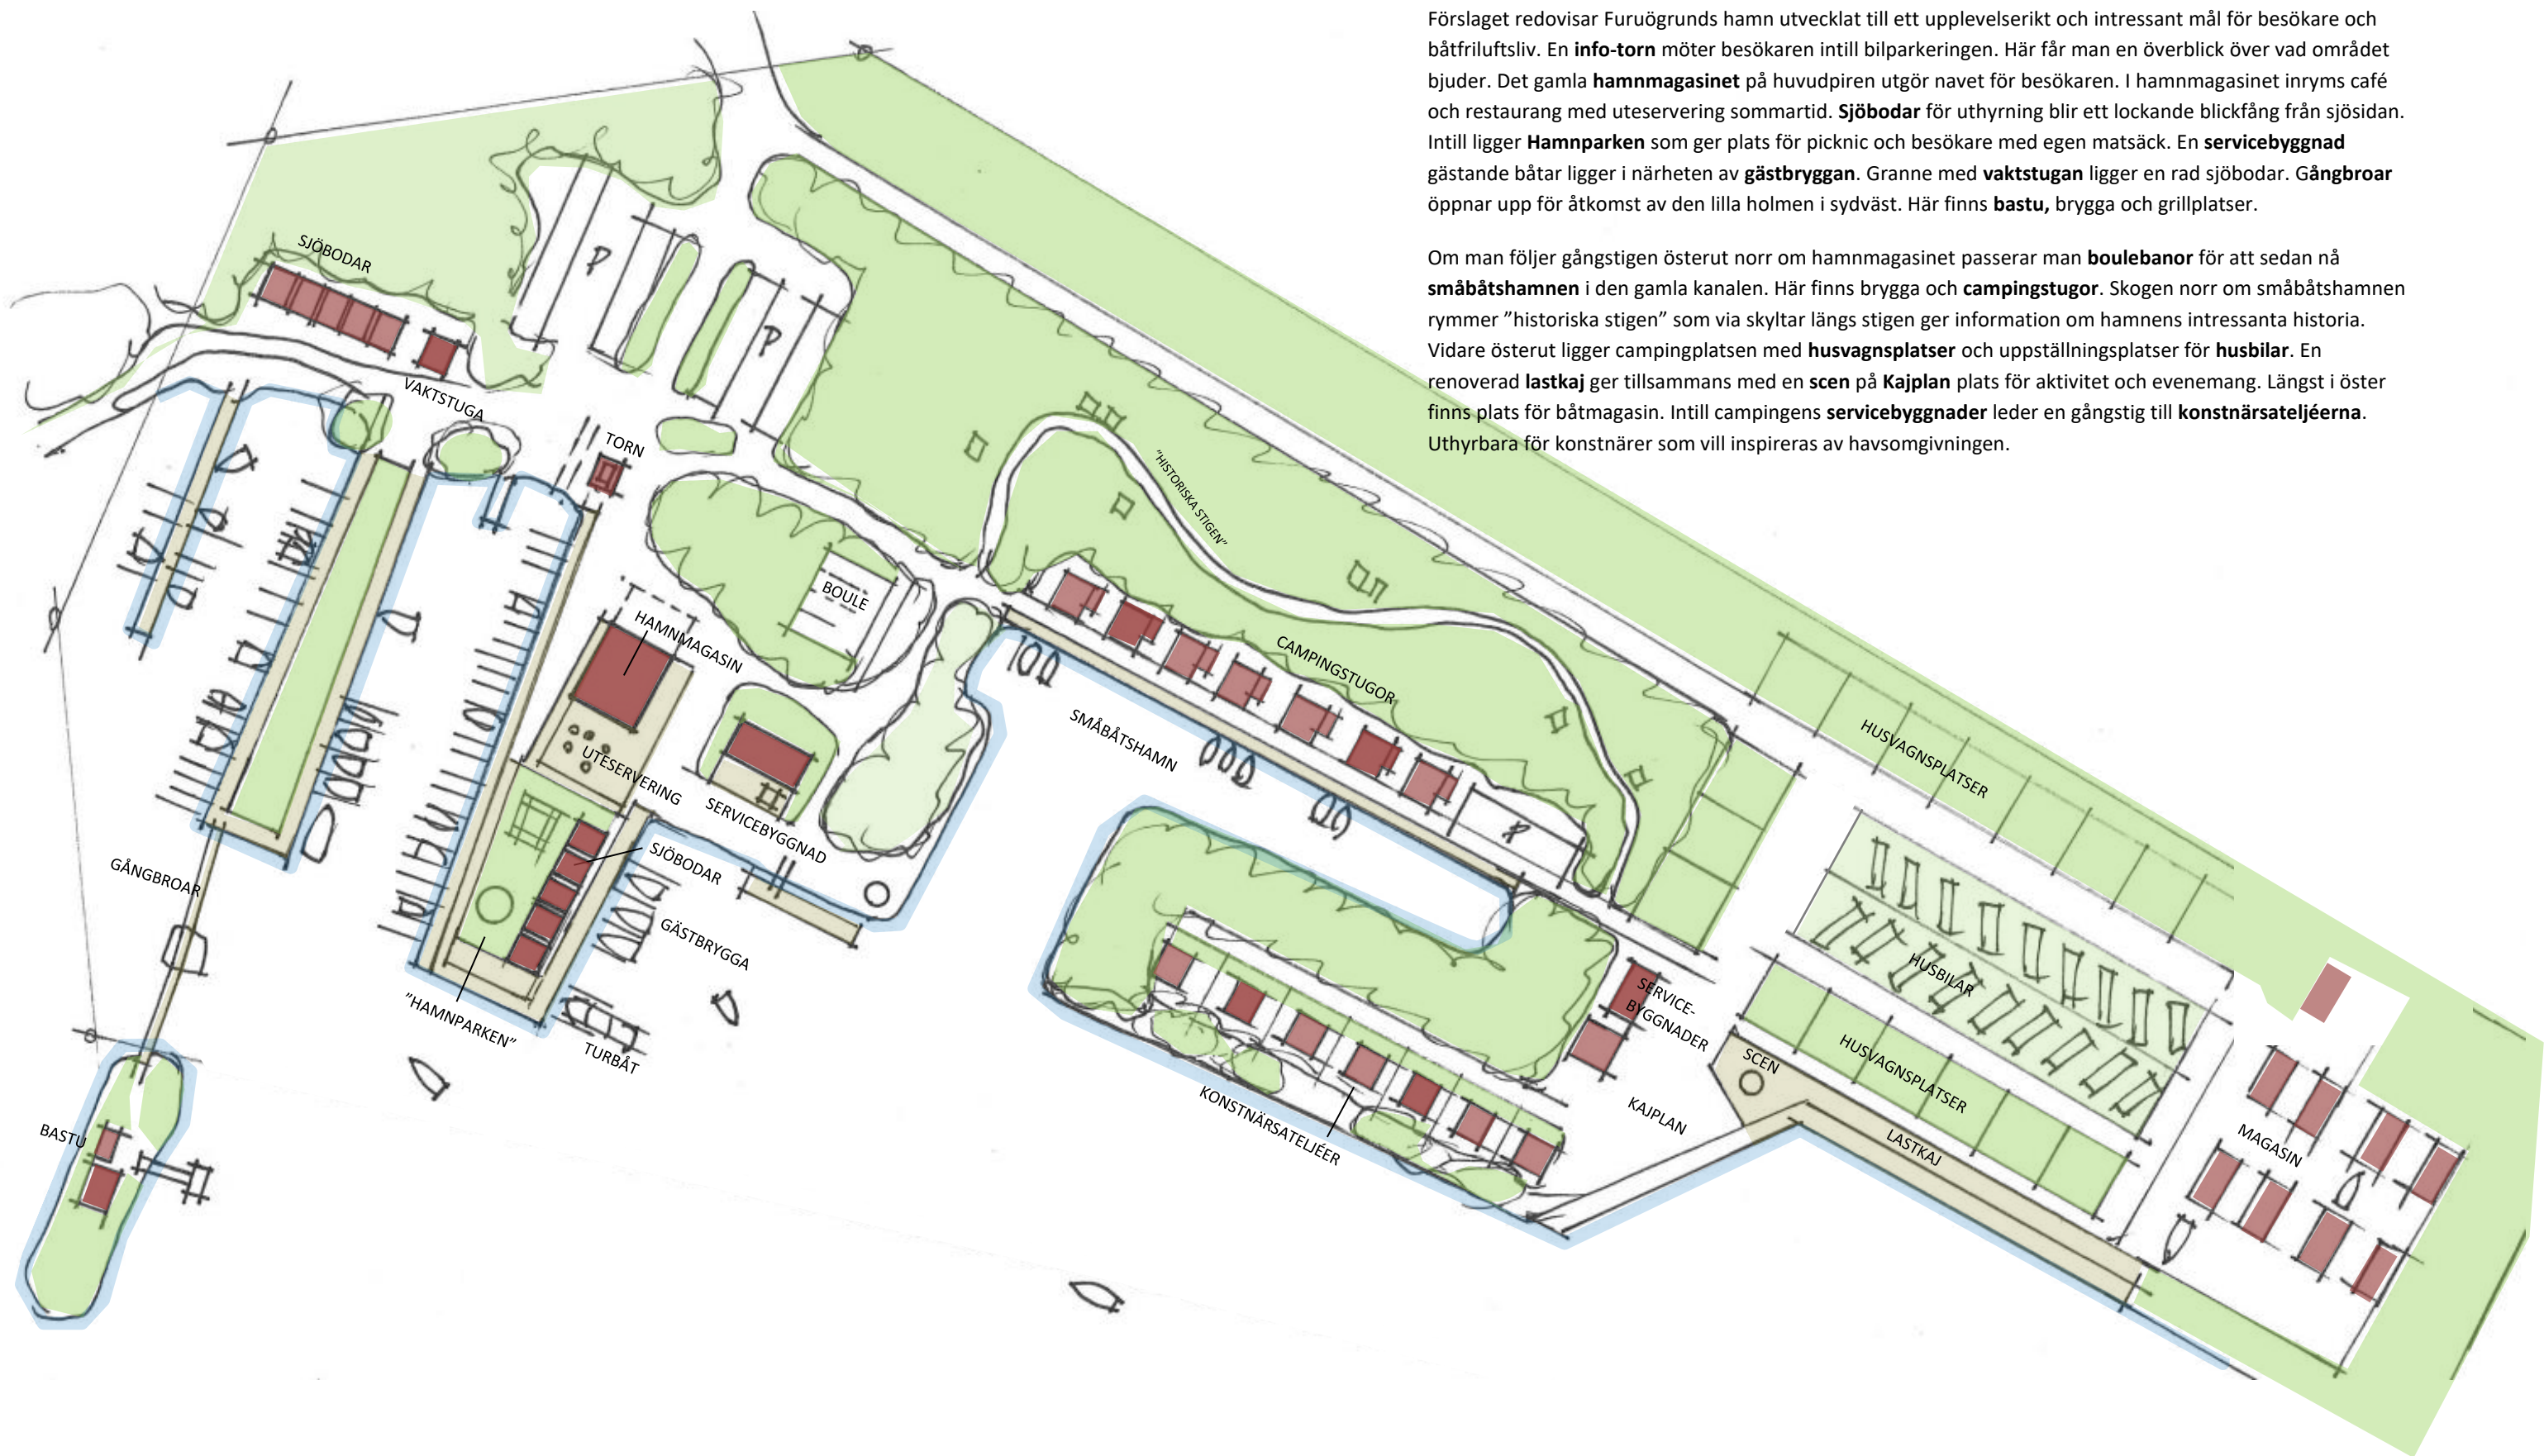 Förslaget redovisar Furuögrunds hamn utvecklat till ett upplevelserikt och intressant mål för besökare och
båtfriluftsliv. En info-torn möter besökaren intill bilparkeringen. Här får man en överblick över vad området
bjuder. Det gamla hamnmagasinet på huvudpiren utgör navet för besökaren. I hamnmagasinet inryms café
och restaurang med uteservering sommartid. Sjöbodar för uthyrning blir ett lockande blickfång från sjösidan.
Intill ligger Hamnparken som ger plats för picknic och besökare med egen matsäck. En servicebyggnad
gästande båtar ligger i närheten av gästbryggan. Granne med vaktstugan ligger en rad sjöbodar. Gångbroar
öppnar upp för åtkomst av den lilla holmen i sydväst. Här finns bastu, brygga och grillplatser.
Om man följer gångstigen österut norr om hamnmagasinet passerar man boulebanor för att sedan nå
småbåtshamnen i den gamla kanalen. Här finns brygga och campingstugor. Skogen norr om småbåtshamnen
rymmer ”historiska stigen” som via skyltar längs stigen ger information om hamnens intressanta historia.
Vidare österut ligger campingplatsen med husvagnsplatser och uppställningsplatser för husbilar. En
renoverad lastkaj ger tillsammans med en scen på Kajplan plats för aktivitet och evenemang. Längst i öster
finns plats för båtmagasin. Intill campingens servicebyggnader leder en gångstig till konstnärsateljéerna.
Uthyrbara för konstnärer som vill inspireras av havsomgivningen.
SJÖBODAR
P
P
VAKTSTUGA
TORN
”HISTORISKA STIGEN”
BOULE
HAMNMAGASIN
CAMPINGSTUGOR
SMÅBÅTSHAMN
HUSVAGNSPLATSER
UTESERVERING
SERVICEBYGGNAD
P
SJÖBODAR
GÅNGBROAR
GÄSTBRYGGA
HUSBILAR
”HAMNPARKEN”
TURBÅT
SERVICE-
BYGGNADER
SCEN
HUSVAGNSPLATSER
KAJPLAN
KONSTNÄRSATELJÉER
LASTKAJ
MAGASIN
BASTU